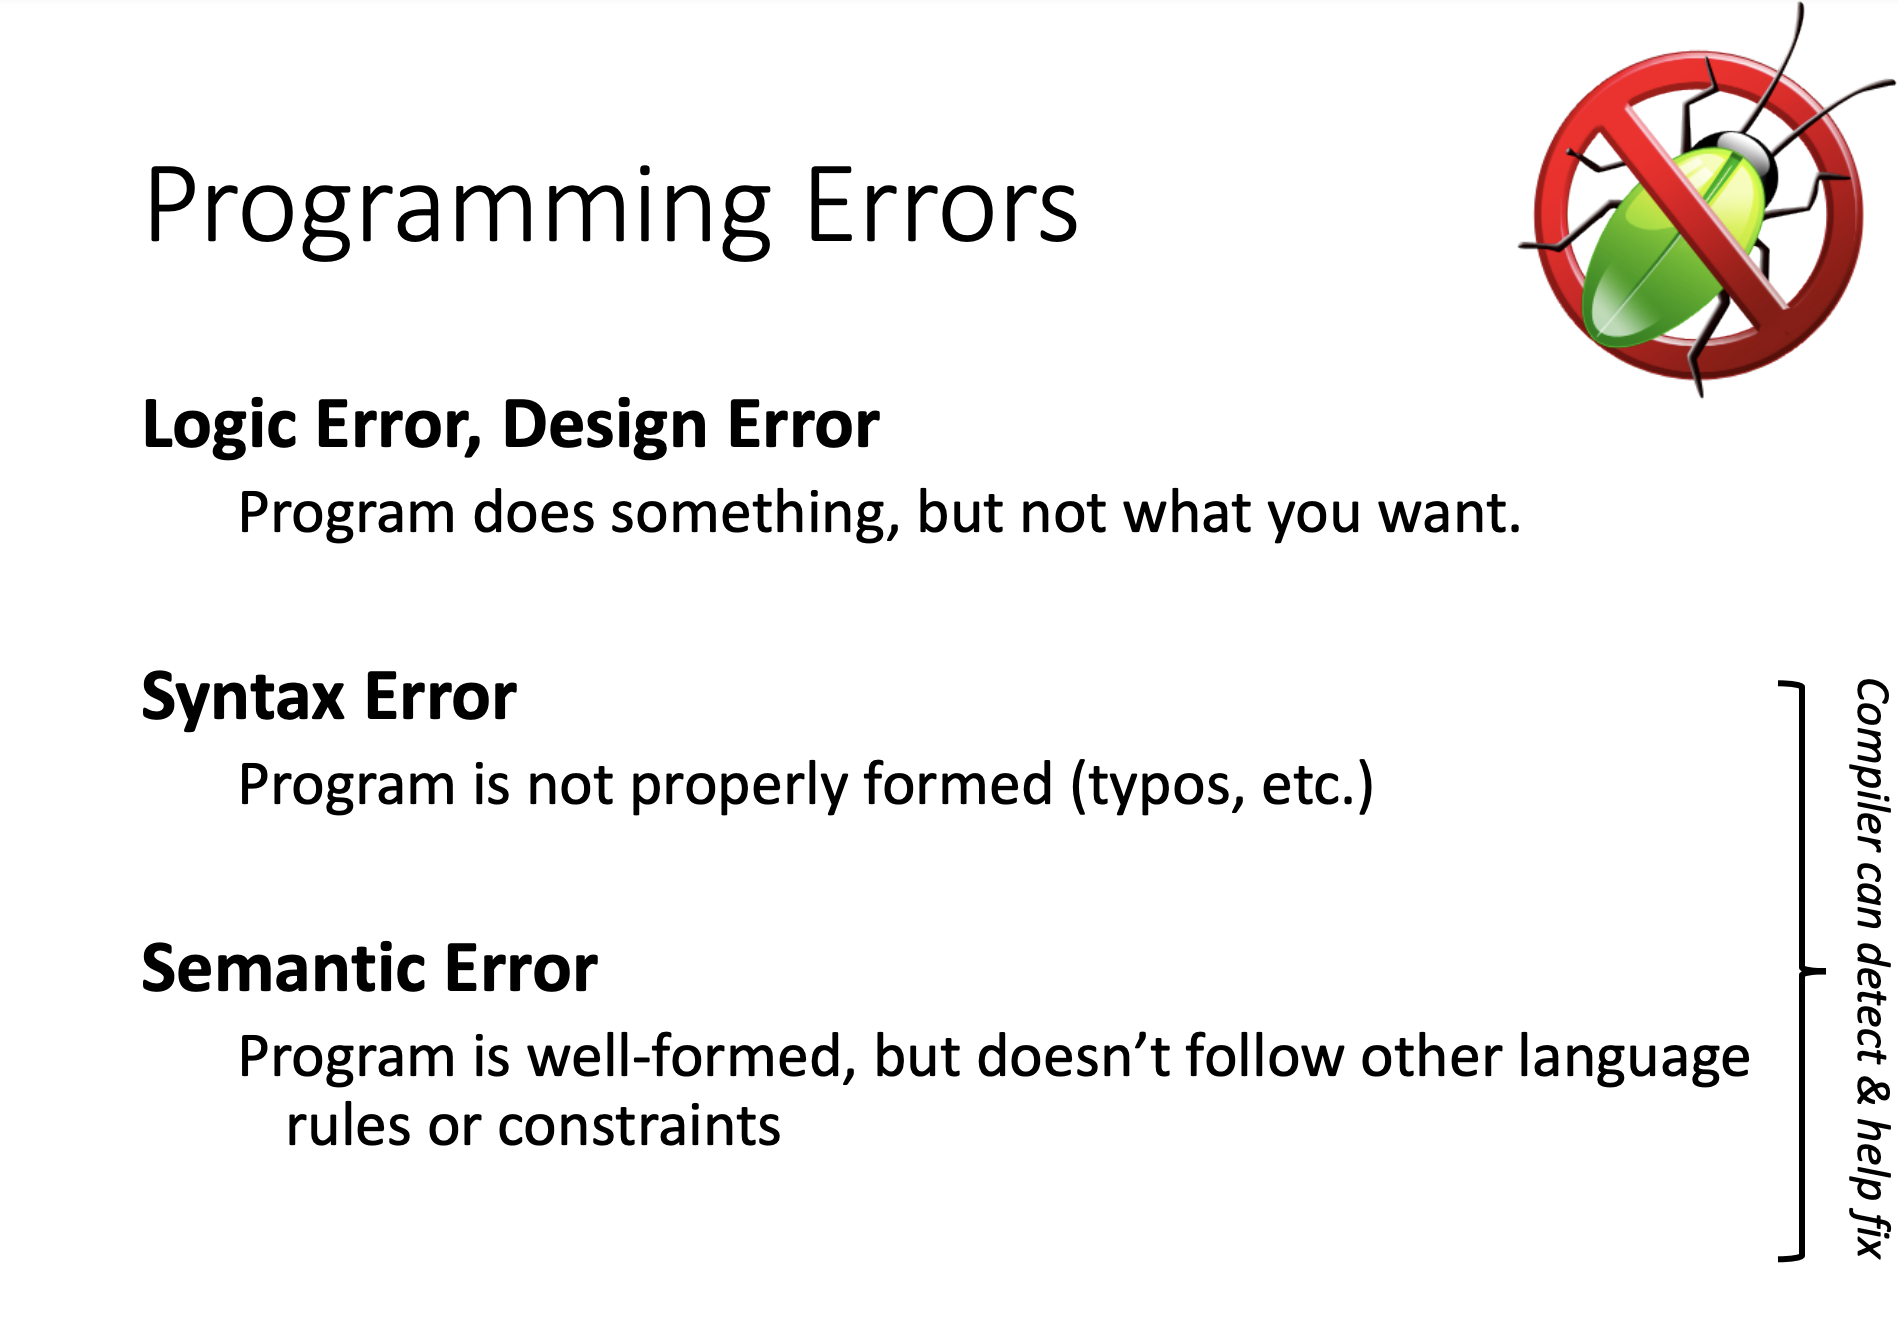 Programming Errors
Logic Error, Design Error
Program does something, but not what you want.
Syntax Error
Program is not properly formed (typos, etc.)
Semantic Error
Program is well-formed, but doesn’t follow other language
rules or constraints
Compiler can detect & help fix